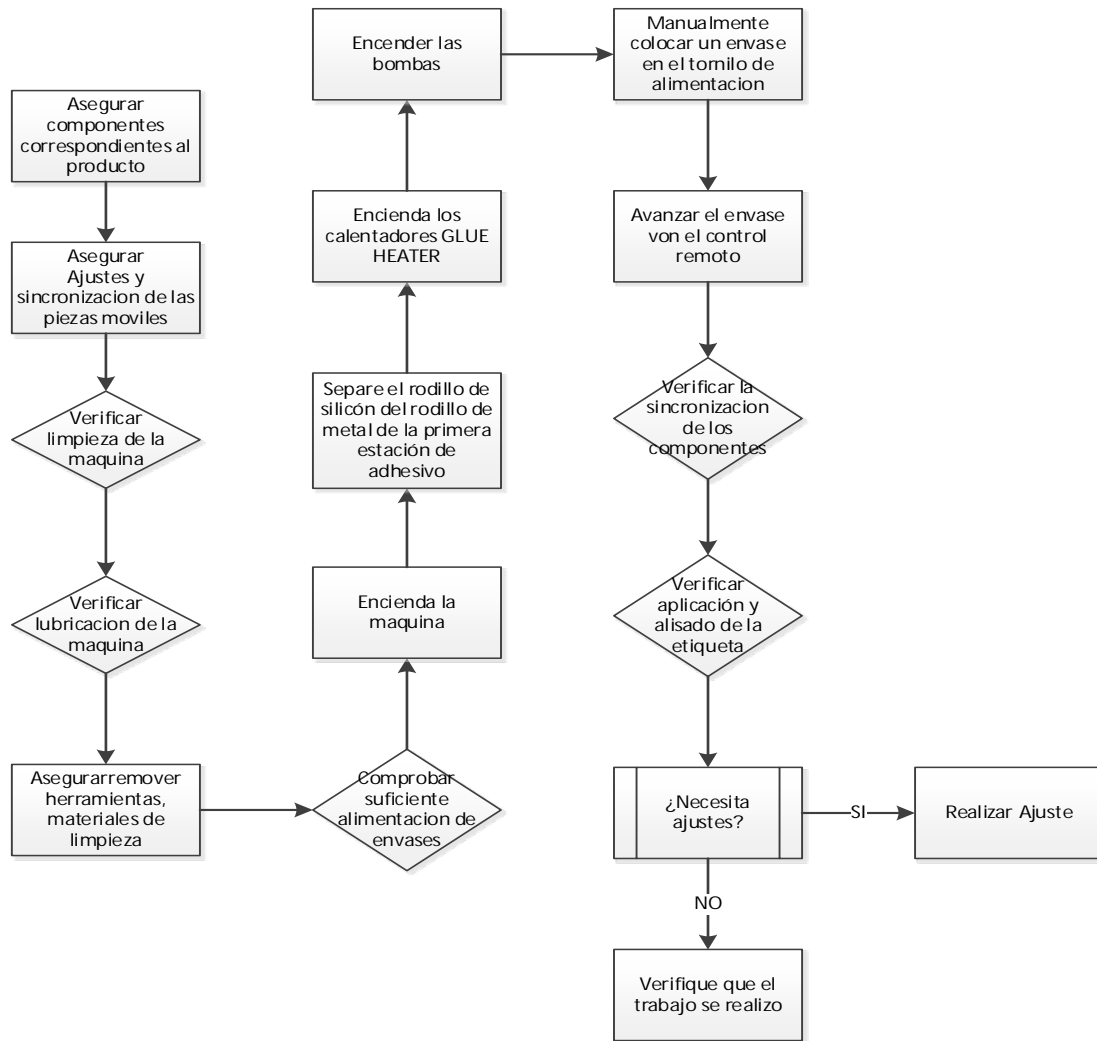 Asegurar
componentes
correspondientes al
producto
Asegurar
Ajustes y
sincronizacion de las
piezas moviles
Verificar
limpieza de la
maquina
Verificar
lubricacion de la
maquina
Asegurarremover
herramientas,
materiales de
limpieza
Comprobar
suficiente
alimentacion de
envases
Encienda la
maquina
Separe el rodillo de
silicón del rodillo de
metal de la primera
estación de
adhesivo
Encienda los
calentadores GLUE
HEATER
Encender las
bombas
Manualmente
colocar un envase
en el tornilo de
alimentacion
Avanzar el envase
von el control
remoto
Verificar la
sincronizacion
de los
componentes
Verificar
aplicación y
alisado de la
etiqueta
¿Necesita
ajustes?
SI
Realizar Ajuste
NO
Verifique que el
trabajo se realizo